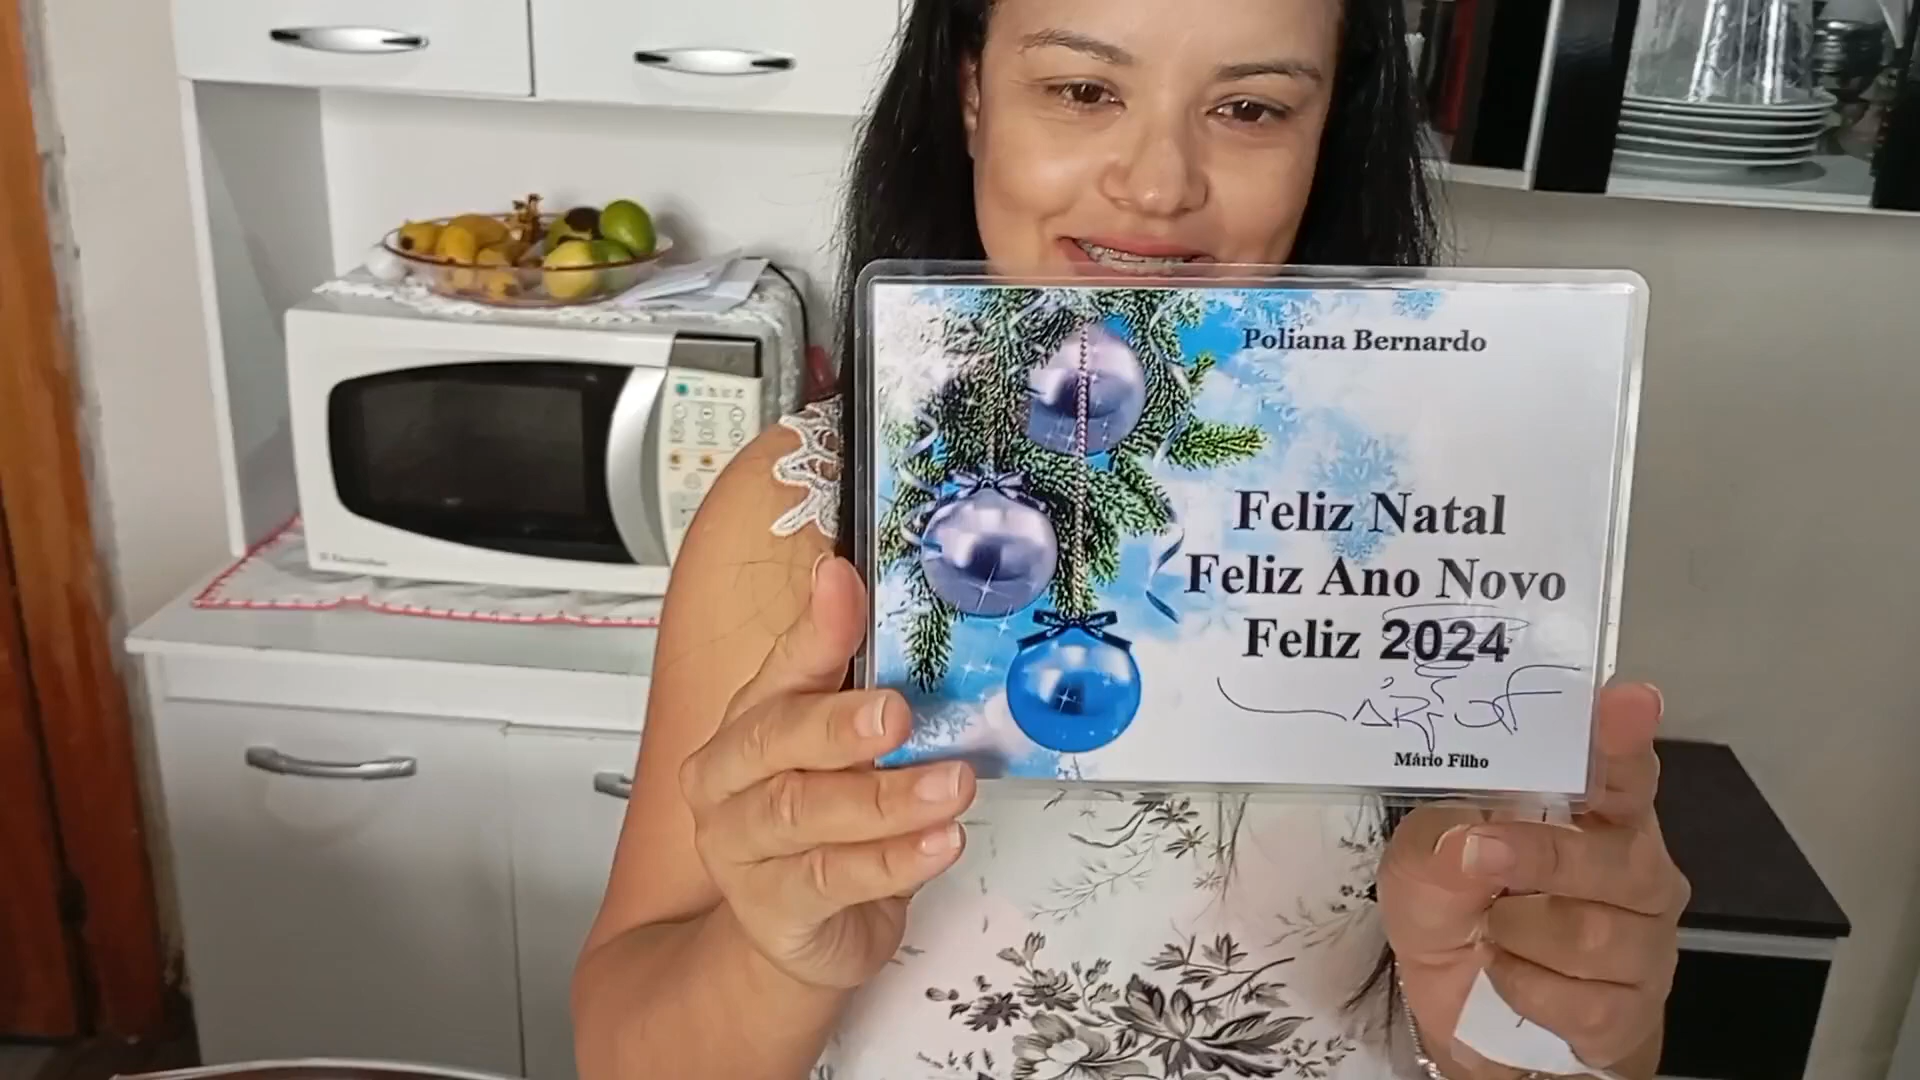 Poliana Bernardo
Feliz Natal
Feliz Ano Novo
Feliz 2024
Mário Filho